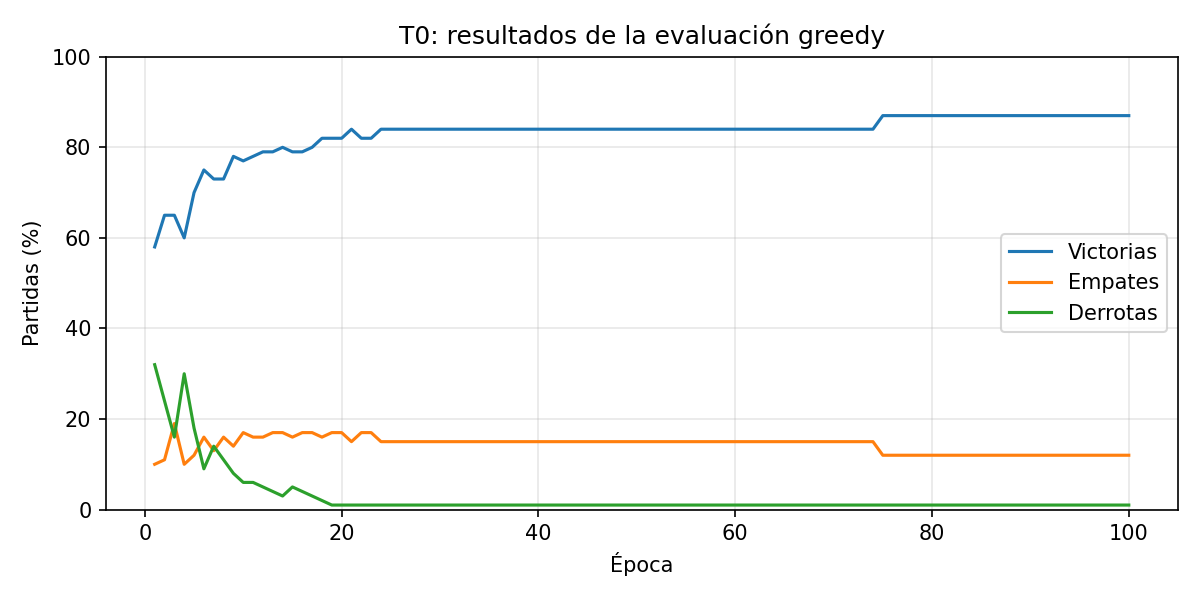 T0: resultados de la evaluación greedy
Partidas (%)
100
80
60
40
20
0
Victorias
Empates
Derrotas
0 20 40 60 80 100
Época